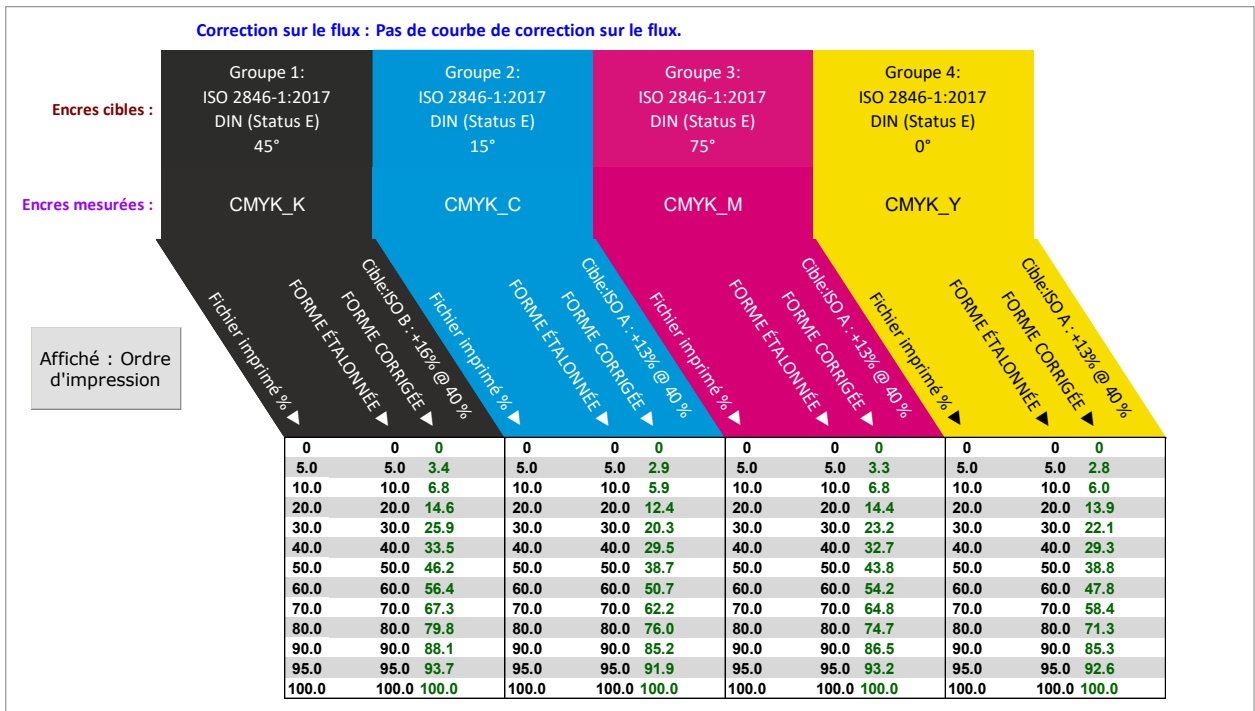 Correction sur le flux : Pas de courbe de correction sur le flux.
Encres cibles :
Groupe 1:
ISO 2846-1:2017
DIN (Status E)
45°
Groupe 2:
ISO 2846-1:2017
DIN (Status E)
15°
Groupe 3:
ISO 2846-1:2017
DIN (Status E)
75°
Groupe 4:
ISO 2846-1:2017
DIN (Status E)
0°
Encres mesurées : CMYK_K CMYK_C CMYK_M CMYK_Y
Affiché : Ordre
d'impression
Fichier imprimé %
FORME ÉTALONNÉE
FORME CORRIGÉE
Cible:ISO B : +16% @ 40 %
Fichier imprimé %
FORME ÉTALONNÉE
FORME CORRIGÉE
Cible:ISO A : +13% @ 40 %
Fichier imprimé %
FORME ÉTALONNÉE
FORME CORRIGÉE
Cible:ISO A : +13% @ 40 %
Fichier imprimé %
FORME ÉTALONNÉE
FORME CORRIGÉE
Cible:ISO A : +13% @ 40 %
0 0 0 0 0 0 0 0 0 0 0 0
5.0 5.0 3.4 5.0 5.0 2.9 5.0 5.0 3.3 5.0 5.0 2.8
10.0 10.0 6.8 10.0 10.0 5.9 10.0 10.0 6.8 10.0 10.0 6.0
20.0 20.0 14.6 20.0 20.0 12.4 20.0 20.0 14.4 20.0 20.0 13.9
30.0 30.0 25.9 30.0 30.0 20.3 30.0 30.0 23.2 30.0 30.0 22.1
40.0 40.0 33.5 40.0 40.0 29.5 40.0 40.0 32.7 40.0 40.0 29.3
50.0 50.0 46.2 50.0 50.0 38.7 50.0 50.0 43.8 50.0 50.0 38.8
60.0 60.0 56.4 60.0 60.0 50.7 60.0 60.0 54.2 60.0 60.0 47.8
70.0 70.0 67.3 70.0 70.0 62.2 70.0 70.0 64.8 70.0 70.0 58.4
80.0 80.0 79.8 80.0 80.0 76.0 80.0 80.0 74.7 80.0 80.0 71.3
90.0 90.0 88.1 90.0 90.0 85.2 90.0 90.0 86.5 90.0 90.0 85.3
95.0 95.0 93.7 95.0 95.0 91.9 95.0 95.0 93.2 95.0 95.0 92.6
100.0 100.0 100.0 100.0 100.0 100.0 100.0 100.0 100.0 100.0 100.0 100.0